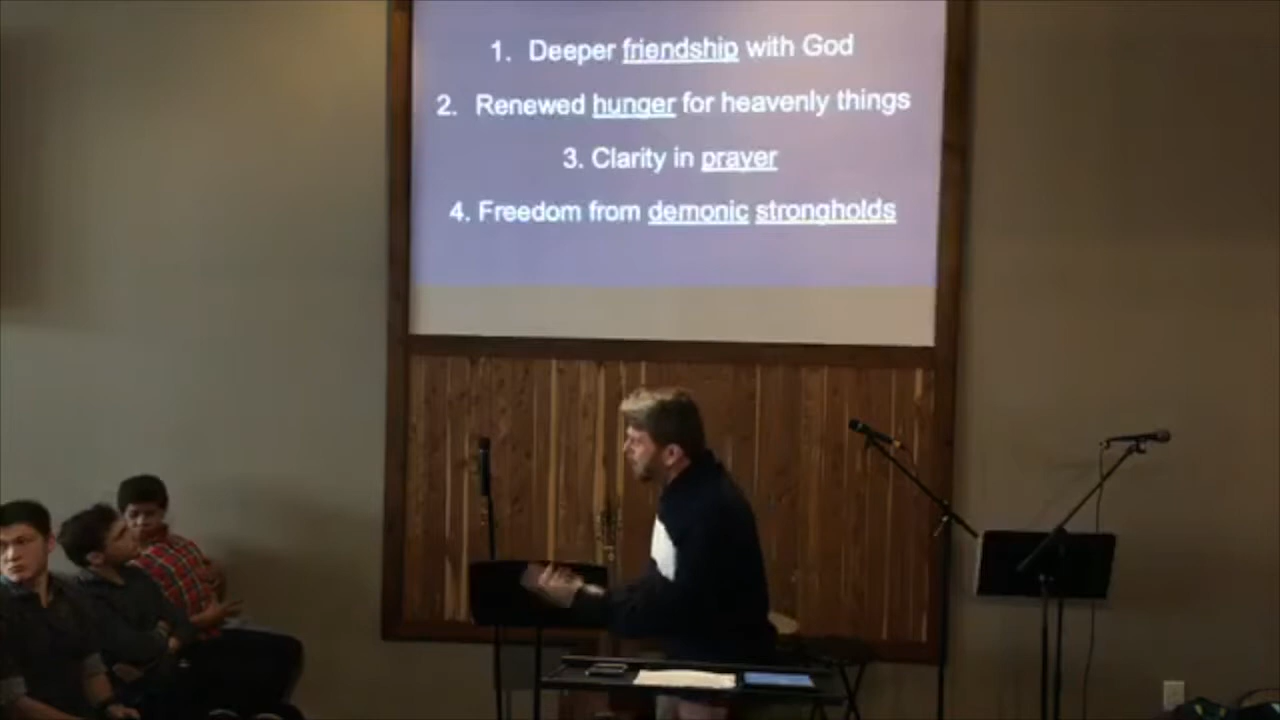 1. Deeper friendship with God
2. Renewed hunger for heavenly things
3. Clarity in prayer
4. Freedom from demonic strongholds